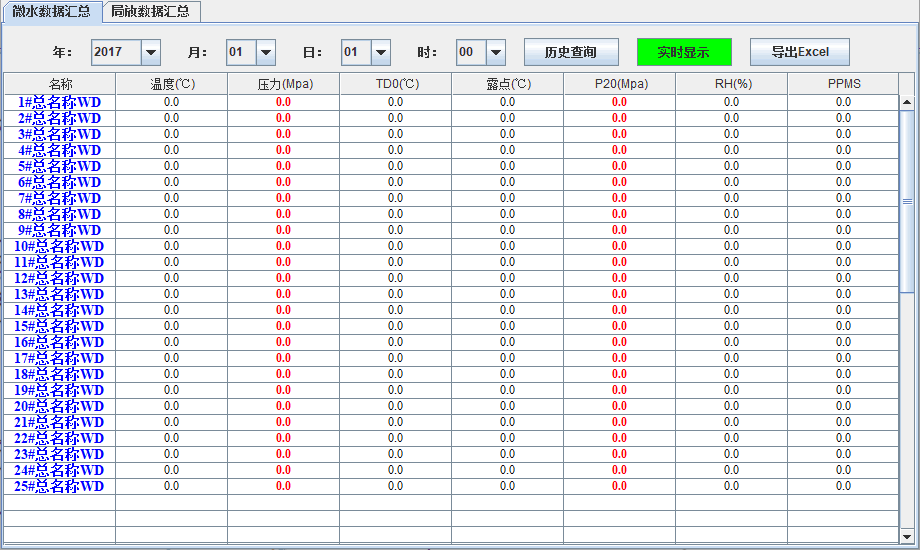 微水数据汇总 局放数据汇总
年： 2017 月： 01 日： 01 时： 00 历史查询 实时显示 导出Excel
名称 温度(℃) 压力(Mpa) TD0(℃) 露点(℃) P20(Mpa) RH(%) PPMS
1#总名称WD 0.0 0.0 0.0 0.0 0.0 0.0 0.0
2#总名称WD 0.0 0.0 0.0 0.0 0.0 0.0 0.0
3#总名称WD 0.0 0.0 0.0 0.0 0.0 0.0 0.0
4#总名称WD 0.0 0.0 0.0 0.0 0.0 0.0 0.0
5#总名称WD 0.0 0.0 0.0 0.0 0.0 0.0 0.0
6#总名称WD 0.0 0.0 0.0 0.0 0.0 0.0 0.0
7#总名称WD 0.0 0.0 0.0 0.0 0.0 0.0 0.0
8#总名称WD 0.0 0.0 0.0 0.0 0.0 0.0 0.0
9#总名称WD 0.0 0.0 0.0 0.0 0.0 0.0 0.0
10#总名称WD 0.0 0.0 0.0 0.0 0.0 0.0 0.0
11#总名称WD 0.0 0.0 0.0 0.0 0.0 0.0 0.0
12#总名称WD 0.0 0.0 0.0 0.0 0.0 0.0 0.0
13#总名称WD 0.0 0.0 0.0 0.0 0.0 0.0 0.0
14#总名称WD 0.0 0.0 0.0 0.0 0.0 0.0 0.0
15#总名称WD 0.0 0.0 0.0 0.0 0.0 0.0 0.0
16#总名称WD 0.0 0.0 0.0 0.0 0.0 0.0 0.0
17#总名称WD 0.0 0.0 0.0 0.0 0.0 0.0 0.0
18#总名称WD 0.0 0.0 0.0 0.0 0.0 0.0 0.0
19#总名称WD 0.0 0.0 0.0 0.0 0.0 0.0 0.0
20#总名称WD 0.0 0.0 0.0 0.0 0.0 0.0 0.0
21#总名称WD 0.0 0.0 0.0 0.0 0.0 0.0 0.0
22#总名称WD 0.0 0.0 0.0 0.0 0.0 0.0 0.0
23#总名称WD 0.0 0.0 0.0 0.0 0.0 0.0 0.0
24#总名称WD 0.0 0.0 0.0 0.0 0.0 0.0 0.0
25#总名称WD 0.0 0.0 0.0 0.0 0.0 0.0 0.0